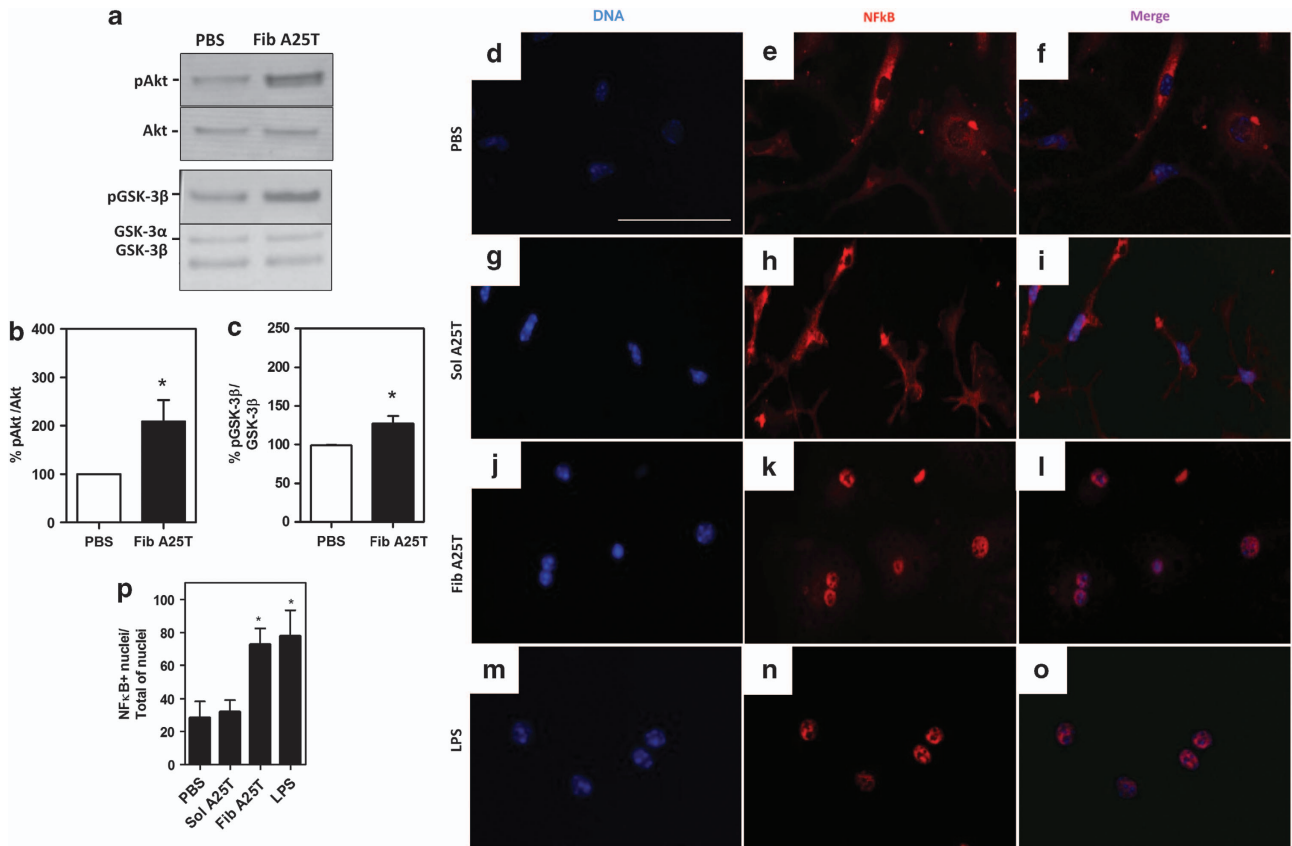 a
PBS Fib A25T
pAkt
Akt
pGSK-3β
GSK-3α
GSK-3β
b
% pAkt /Akt
400
300
200
100
0
*
PBS Fib A25T
c
% pGSK-3β/
GSK-3β
250
200
150
100
50
0
*
PBS Fib A25T
p
NFκB+ nuclei/
Total of nuclei
100
80
60
40
20
0
* *
PBS Sol A25T Fib A25T LPS
DNA NFkB Merge
PBS
d e f
Sol A25T
g h i
Fib A25T
j k l
LPS
m n o